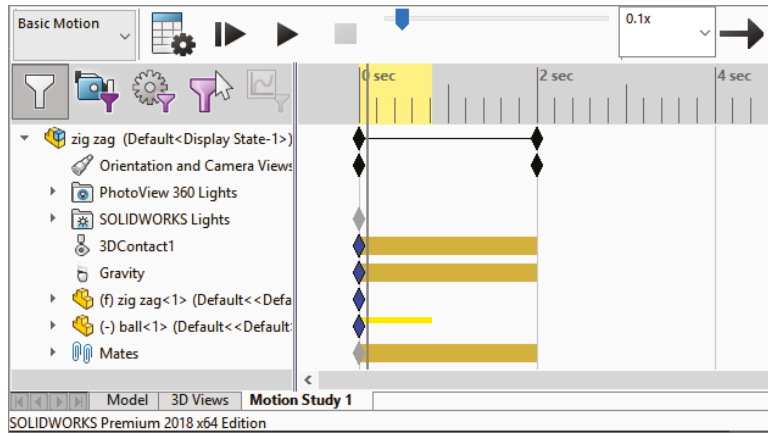 Basic Motion
0.1x
0 sec 2 sec 4 sec
zig zag (Default<Display State-1>)
Orientation and Camera Views
PhotoView 360 Lights
SOLIDWORKS Lights
3DContact1
Gravity
(f) zig zag<1> (Default<<Defa
(-) ball<1> (Default<<Default
Mates
Model 3D Views Motion Study 1
SOLIDWORKS Premium 2018 x64 Edition